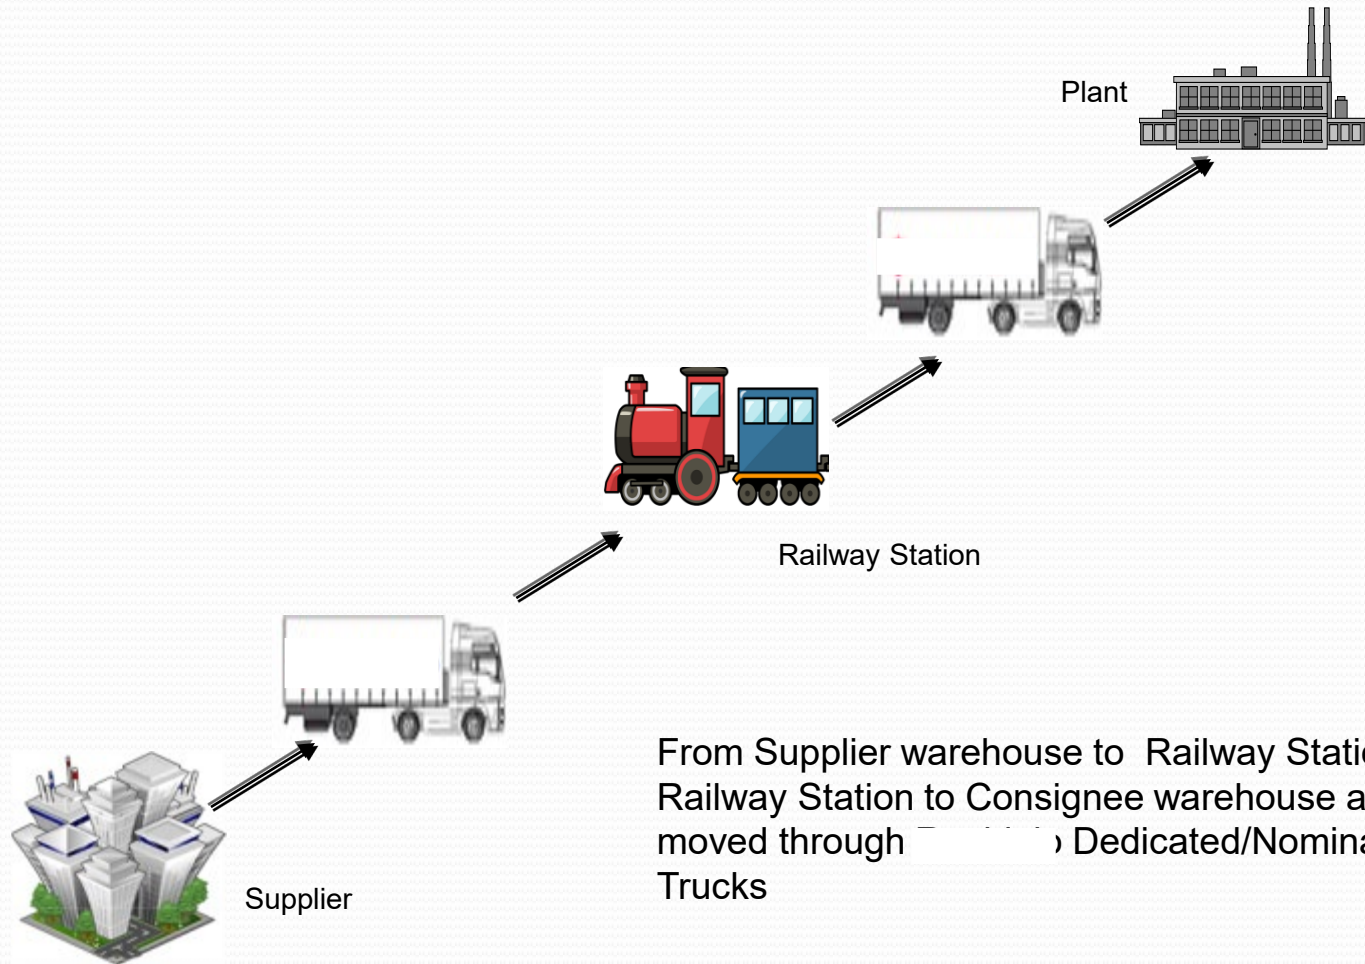 Plant
Railway Station
From Supplier warehouse to  Railway Stati
Railway Station to Consignee warehouse a
moved through Dedicated/Nomina
Trucks
Supplier